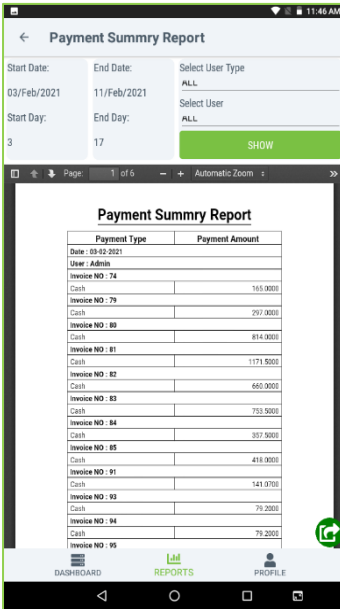 11:46 AM
Payment Summry Report
Start Date:
End Date:
Select User Type
ALL
03/Feb/2021
11/Feb/2021
Select User
Start Day:
End Day:
ALL
3
17
SHOW
Page: 1 of 6 Automatic Zoom
Payment Summry Report
Payment Type Payment Amount
Date : 03-02-2021
User : Admin
Invoice NO : 74
Cash 165.0000
Invoice NO : 79
Cash 297.0000
Invoice NO : 80
Cash 814.0000
Invoice NO : 81
Cash 1171.5000
Invoice NO : 82
Cash 660.0000
Invoice NO : 83
Cash 753.5000
Invoice NO : 84
Cash 357.5000
Invoice NO : 85
Cash 418.0000
Invoice NO : 91
Cash 141.0700
Invoice NO : 93
Cash 79.2000
Invoice NO : 94
Cash 79.2000
Invoice NO : 95
DASHBOARD REPORTS PROFILE